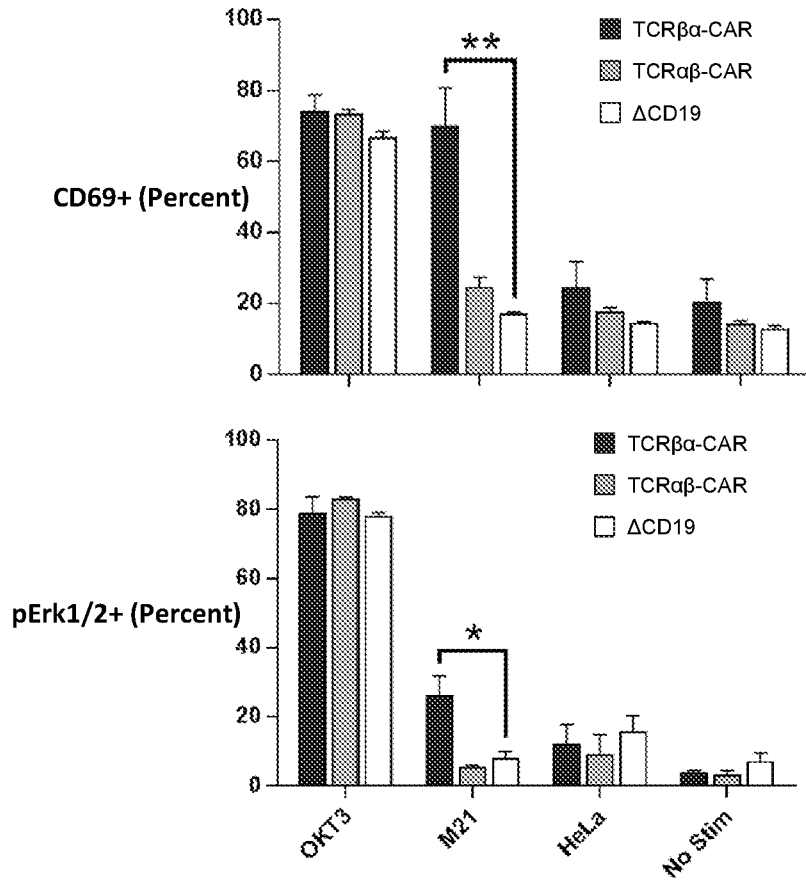 100
80
60
40
20
0
CD69+ (Percent)
**
TCRβα-CAR
TCRαβ-CAR
ΔCD19
100
80
60
40
20
0
pErk1/2+ (Percent)
*
TCRβα-CAR
TCRαβ-CAR
ΔCD19
OKT3
M21
HeLa
No Stim